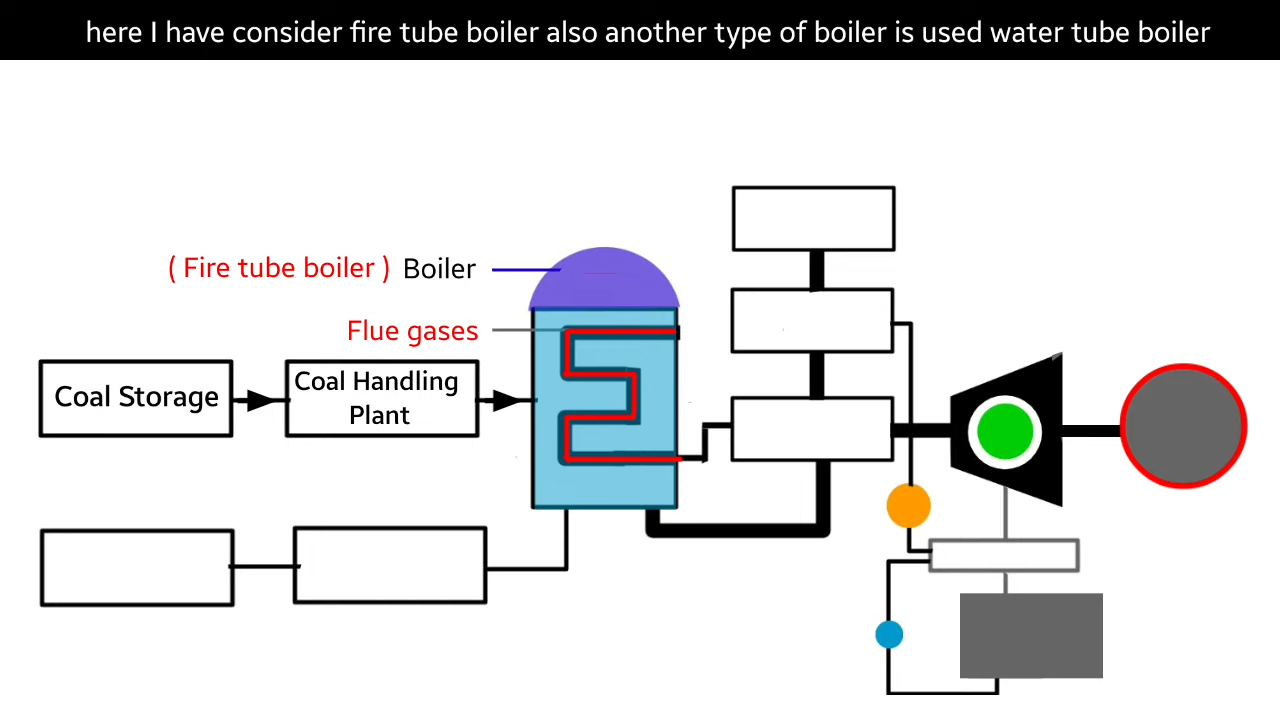 here I have consider fire tube boiler also another type of boiler is used water tube boiler
( Fire tube boiler ) Boiler
Flue gases
Coal Storage
Coal Handling
Plant